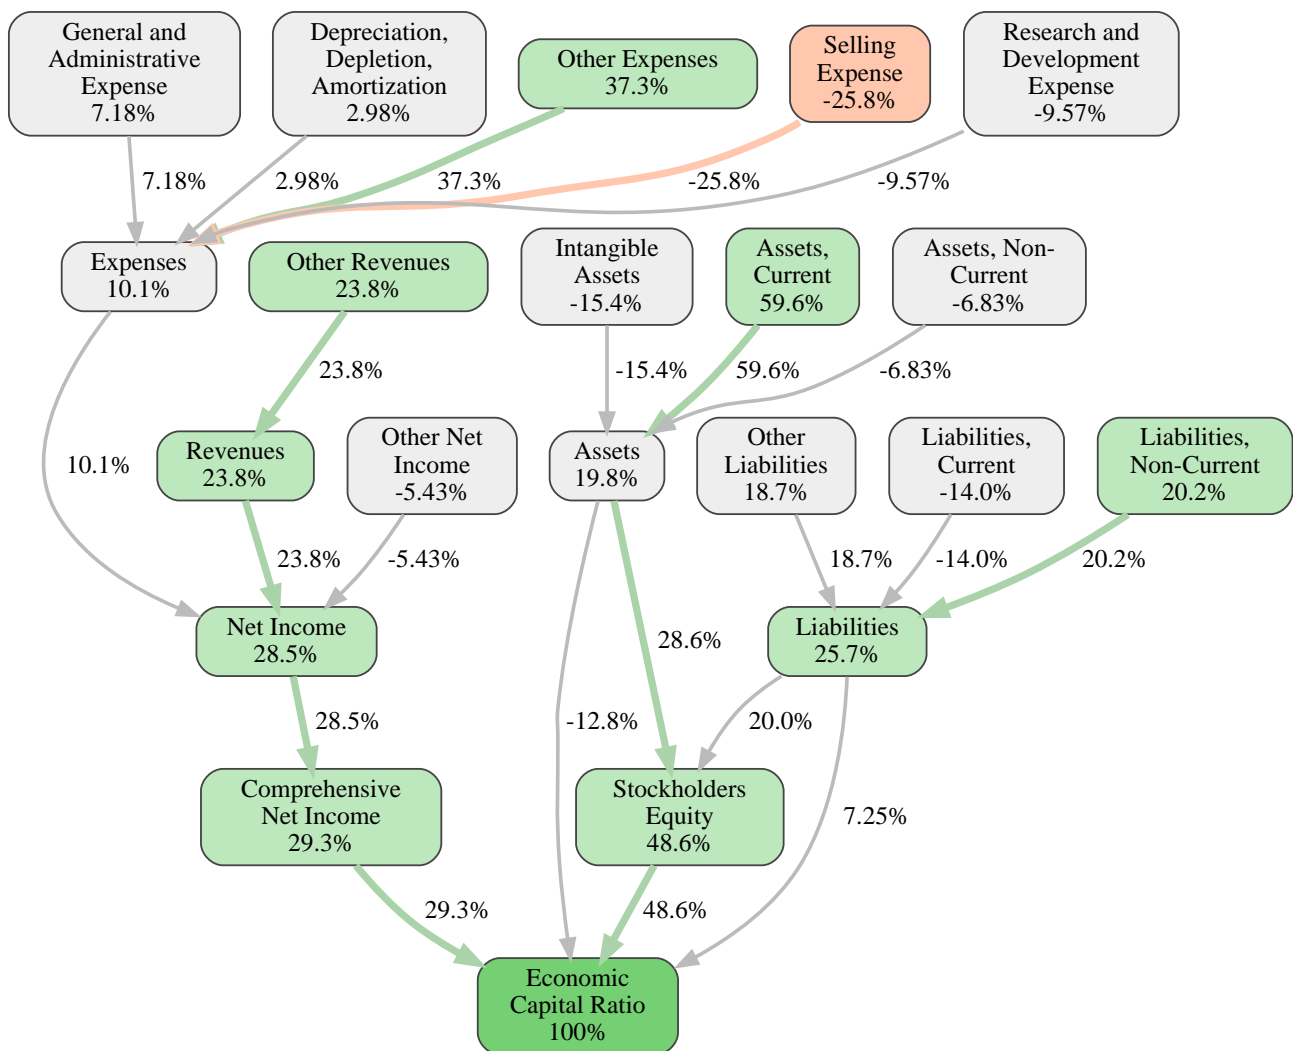 General and
Administrative
Expense
7.18%
Depreciation,
Depletion,
Amortization
2.98%
Other Expenses
37.3%
Selling
Expense
-25.8%
Research and
Development
Expense
-9.57%
7.18%
2.98%
37.3%
-25.8%
-9.57%
Expenses
10.1%
Other Revenues
23.8%
Intangible
Assets
-15.4%
Assets,
Current
59.6%
Assets, Non-
Current
-6.83%
23.8%
-15.4%
59.6%
-6.83%
10.1%
Revenues
23.8%
Other Net
Income
-5.43%
Assets
19.8%
Other
Liabilities
18.7%
Liabilities,
Current
-14.0%
Liabilities,
Non-Current
20.2%
23.8%
-5.43%
18.7%
-14.0%
20.2%
Net Income
28.5%
28.6%
Liabilities
25.7%
28.5%
-12.8%
20.0%
Comprehensive
Net Income
29.3%
Stockholders
Equity
48.6%
7.25%
29.3%
48.6%
Economic
Capital Ratio
100%